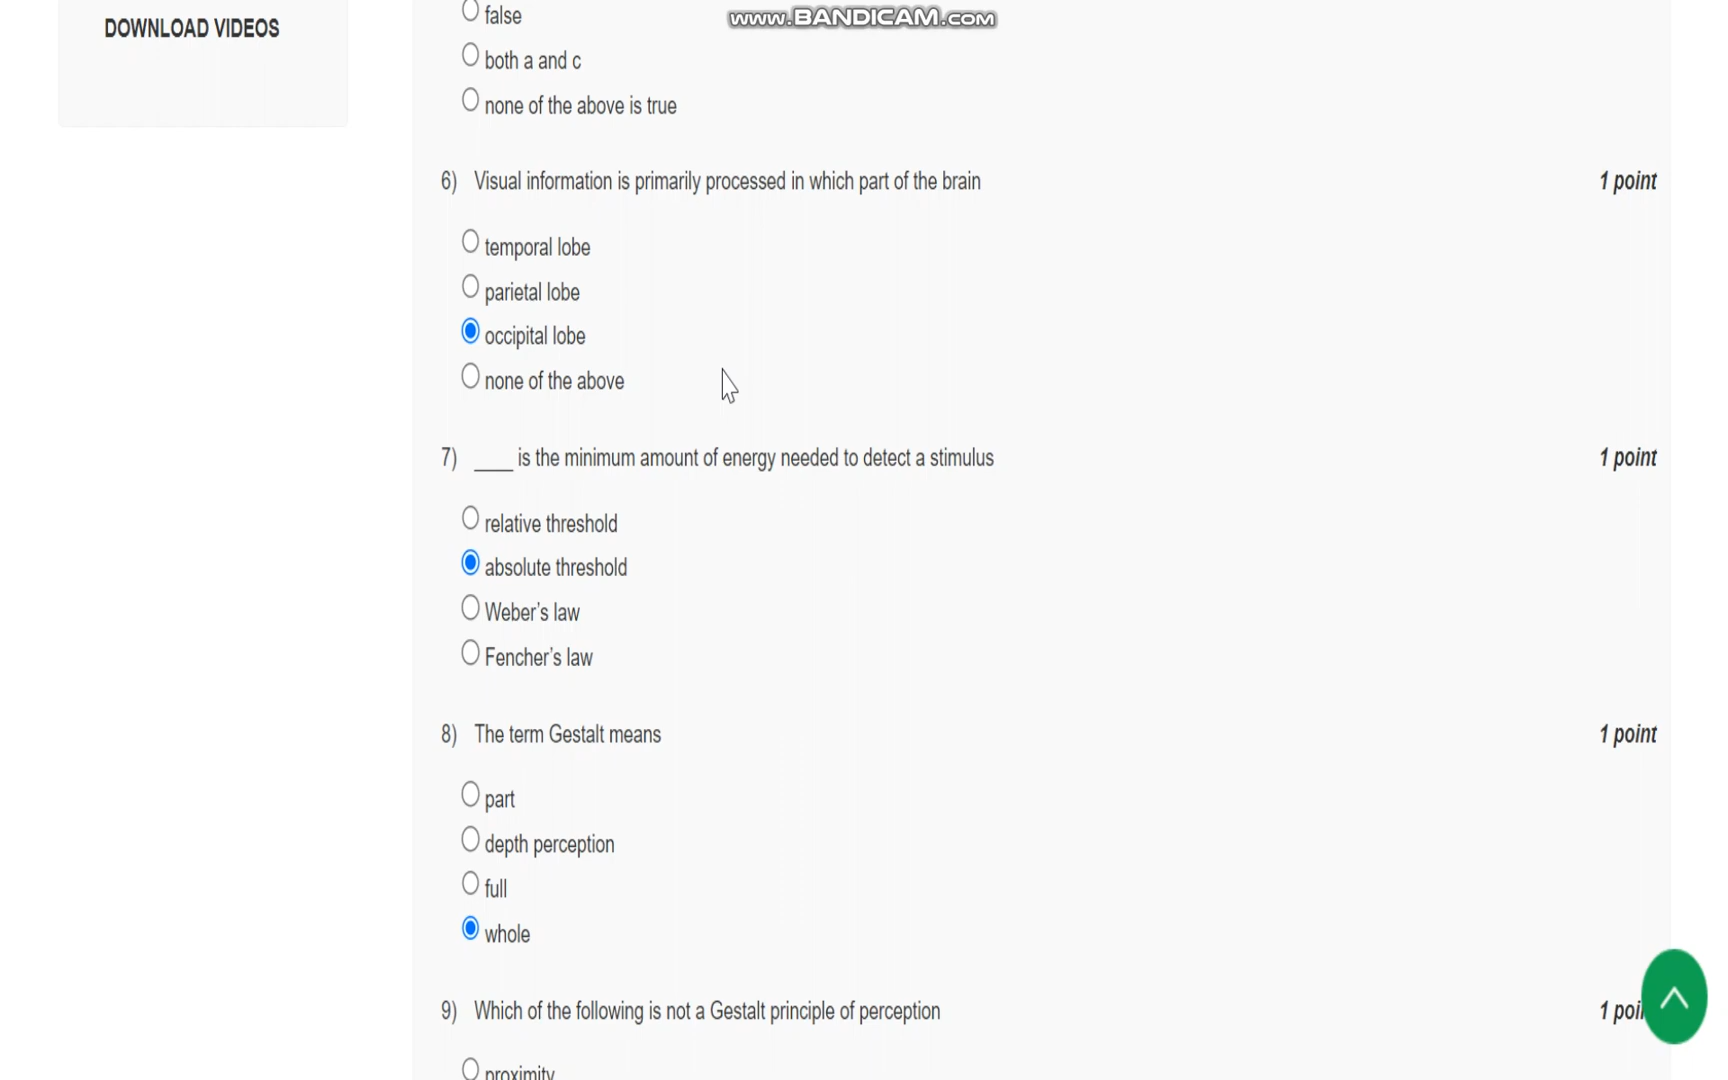 www.BANDICAM.com
DOWNLOAD VIDEOS
false
both a and c
none of the above is true
6) Visual information is primarily processed in which part of the brain 1 point
temporal lobe
parietal lobe
occipital lobe
none of the above
7) ____ is the minimum amount of energy needed to detect a stimulus 1 point
relative threshold
absolute threshold
Weber's law
Fencher's law
8) The term Gestalt means 1 point
part
depth perception
full
whole
9) Which of the following is not a Gestalt principle of perception 1 poi
proximity